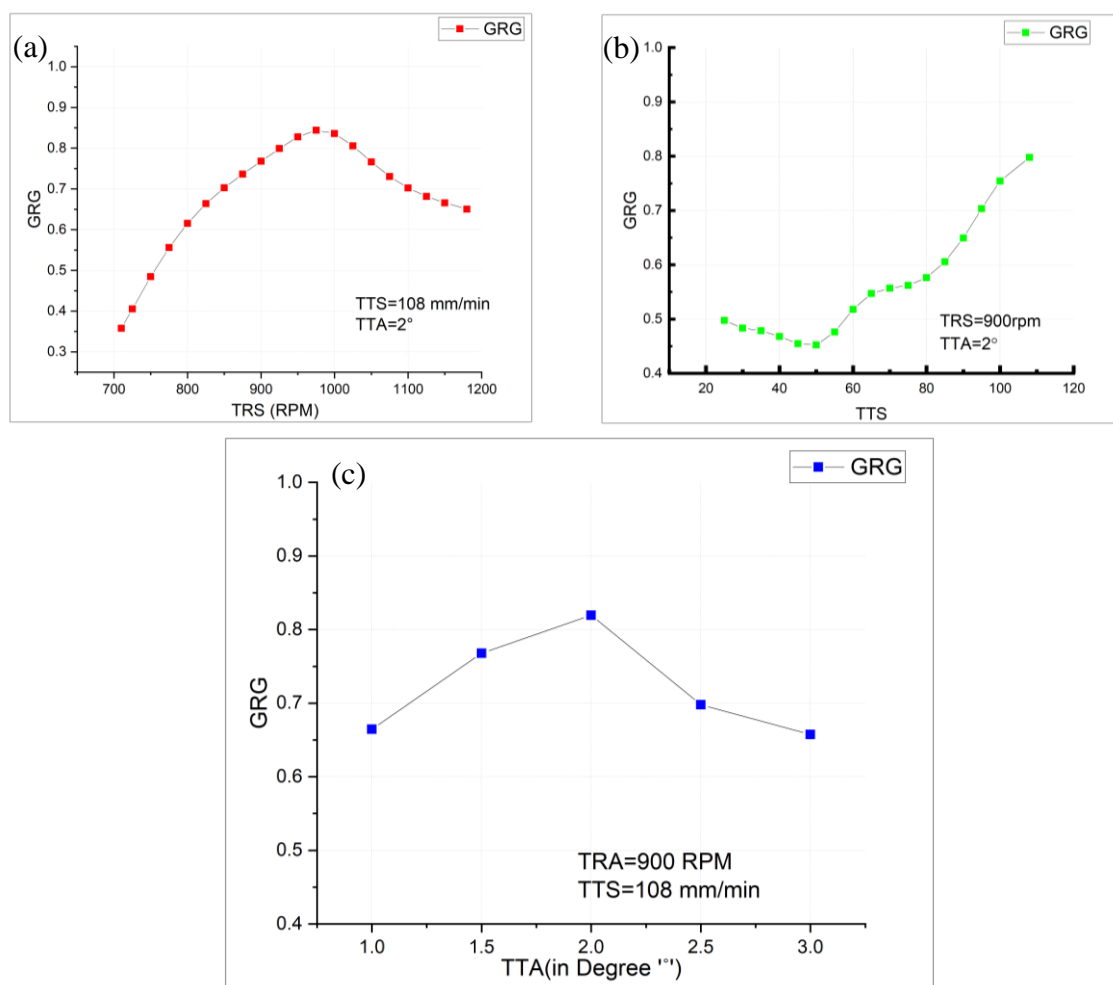 (a)
GRG
1.0
0.9
0.8
0.7
0.6
0.5
0.4
0.3
GRG
TTS=108 mm/min
TTA=2°
700 800 900 1000 1100 1200
TRS (RPM)
(b)
GRG
1.0
0.9
0.8
0.7
0.6
0.5
0.4
GRG
TRS=900rpm
TTA=2°
20 40 60 80 100 120
TTS
(c)
GRG
1.0
0.9
0.8
0.7
0.6
0.5
0.4
GRG
TRA=900 RPM
TTS=108 mm/min
1.0 1.5 2.0 2.5 3.0
TTA(in Degree '°')